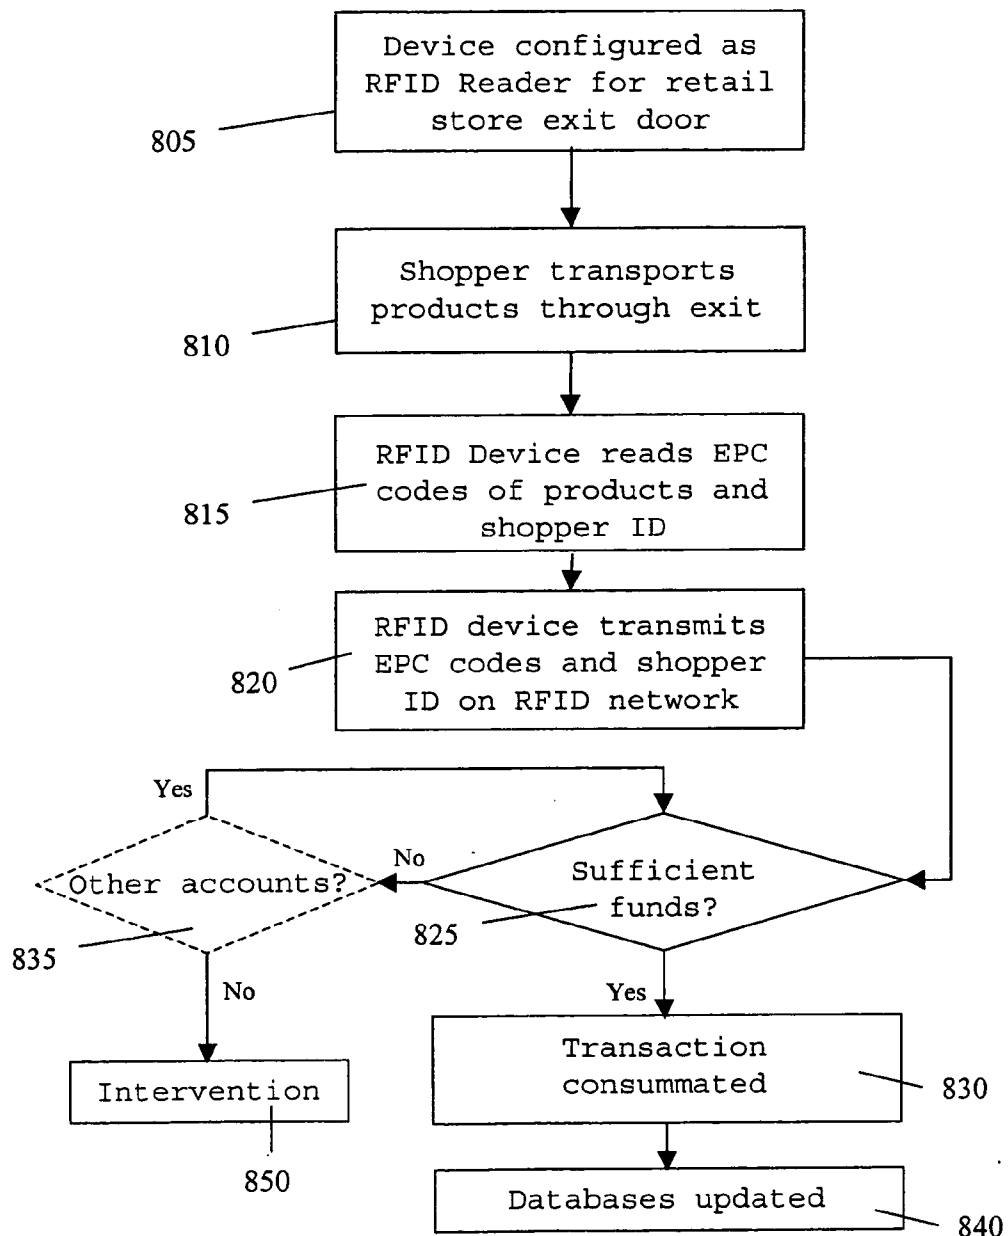 Device configured as
RFID Reader for retail
store exit door
805
Shopper transports
products through exit
810
RFID Device reads EPC
codes of products and
shopper ID
815
RFID device transmits
EPC codes and shopper
ID on RFID network
820
Yes
No
Other accounts?
835
Sufficient
funds?
825
No
Yes
Intervention
850
Transaction
consummated
830
Databases updated
840